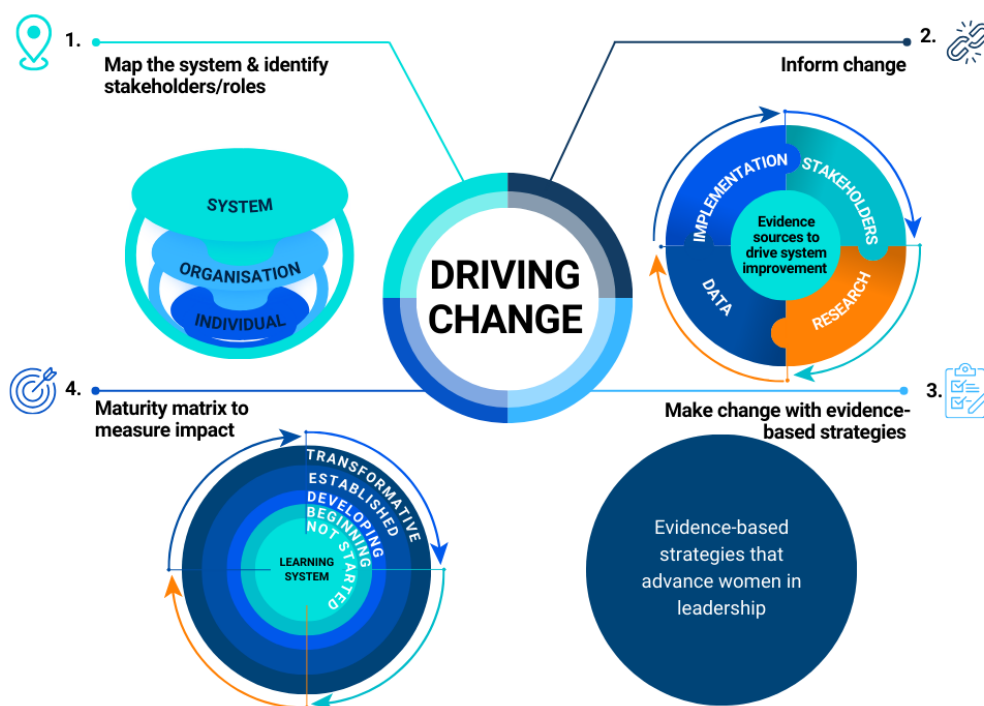 1.
Map the system & identify
stakeholders/roles
2.
Inform change
SYSTEM
ORGANISATION
INDIVIDUAL
DRIVING
CHANGE
IMPLEMENTATION
STAKEHOLDERS
Evidence
sources to
drive system
improvement
DATA
RESEARCH
4.
Maturity matrix to
measure impact
3.
Make change with evidence-
based strategies
TRANSFORMATIVE
ESTABLISHED
DEVELOPING
BEGINNING
NOT STARTED
LEARNING
SYSTEM
Evidence-based
strategies that
advance women in
leadership